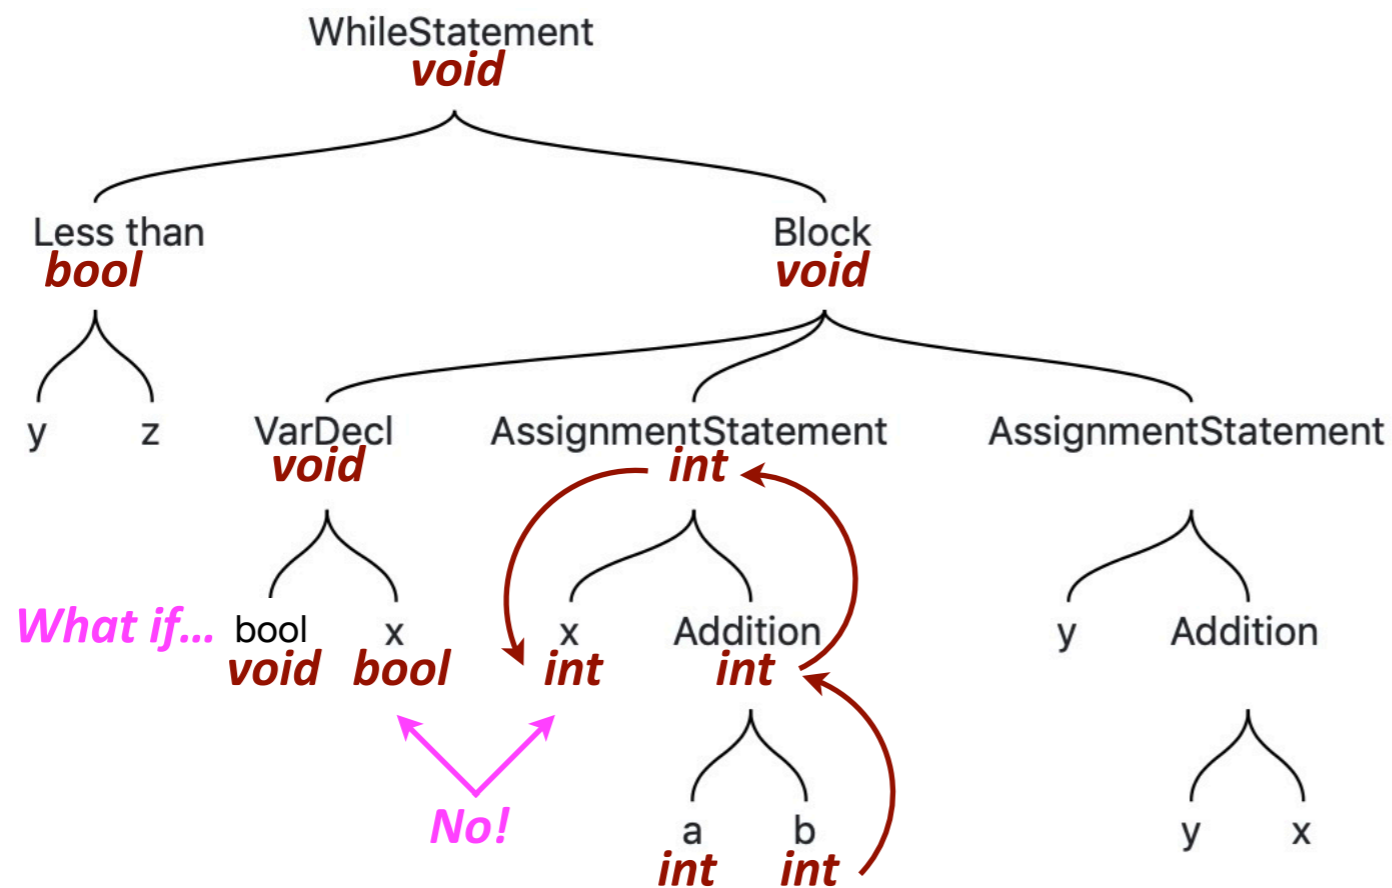 WhileStatement
void
Less than
bool
Block
void
y z VarDecl AssignmentStatement AssignmentStatement
void int
What if... bool x x Addition y Addition
void bool int int
No! a b y x
int int